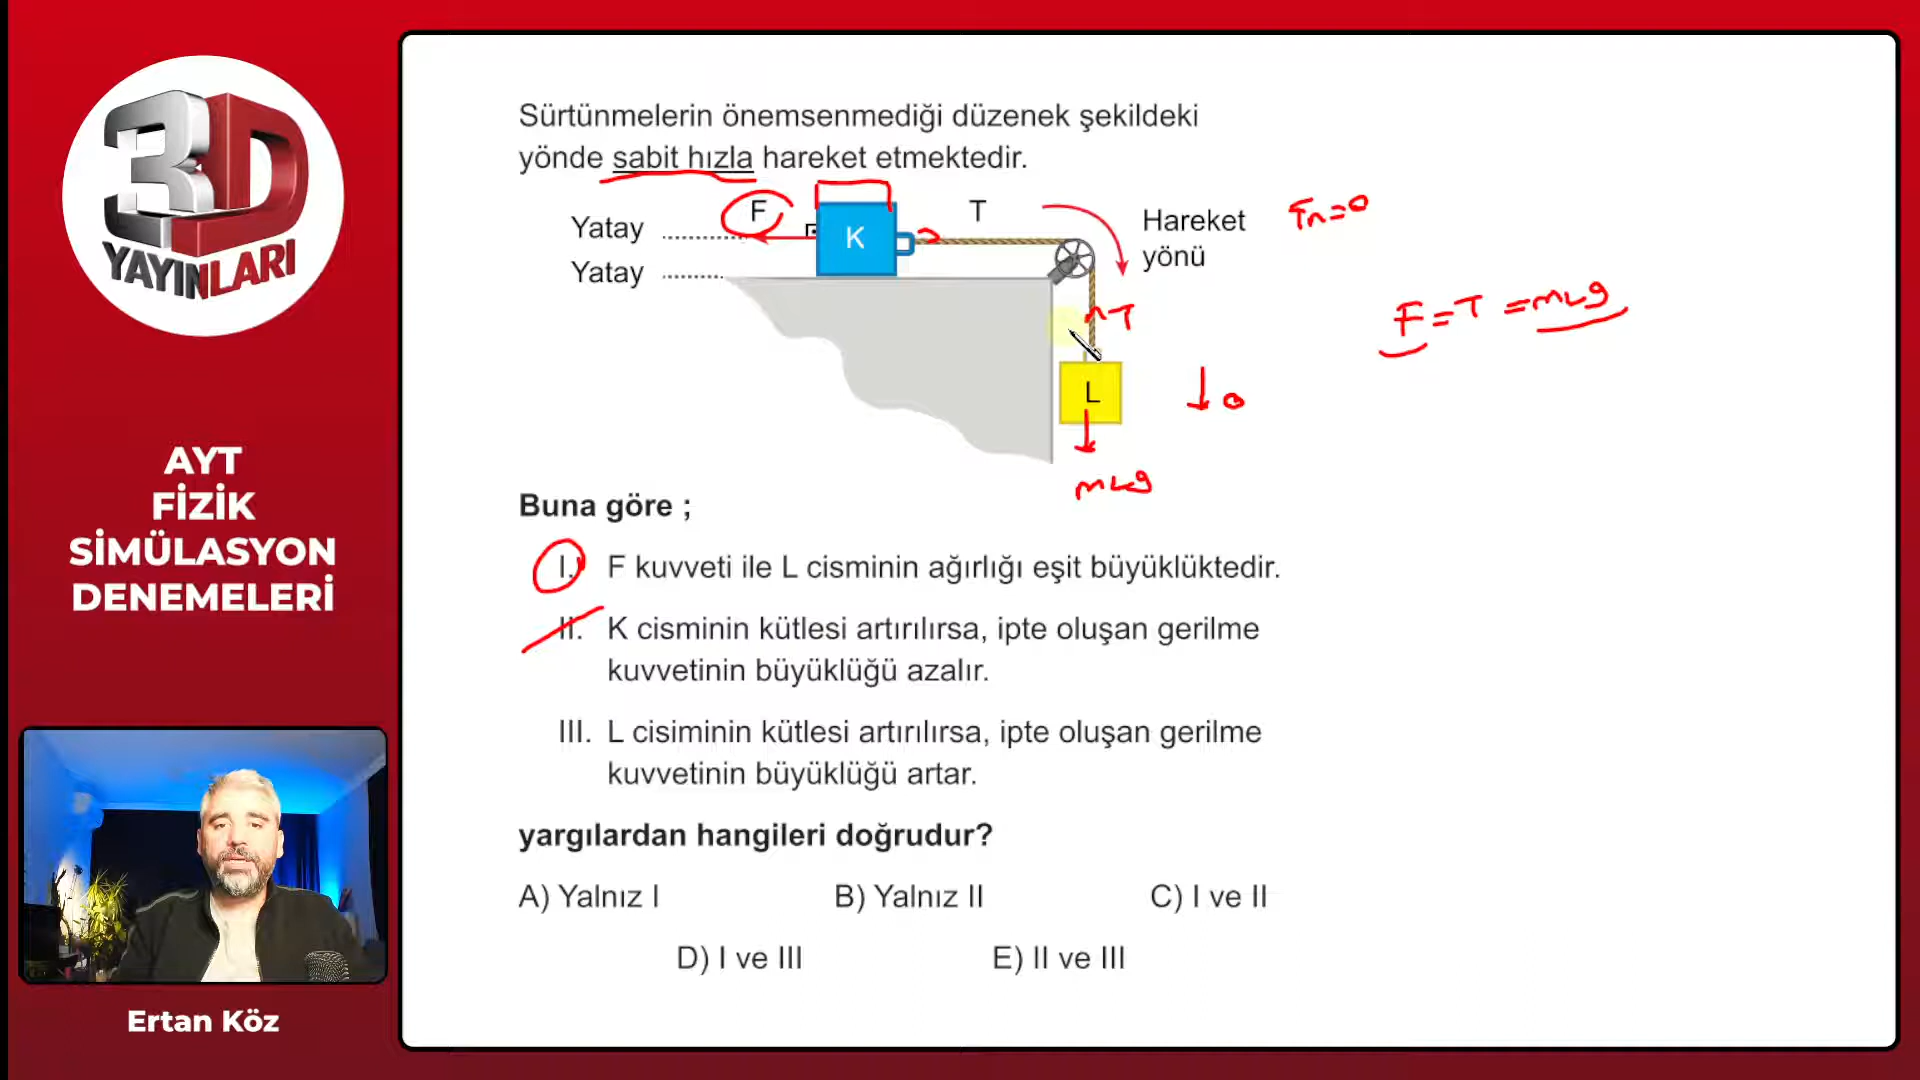 3D
YAYINLARI
AYT
FİZİK
SİMÜLASYON
DENEMELERİ
Ertan Köz
Sürtünmelerin önemsenmediği düzenek şekildeki
yönde sabit hızla hareket etmektedir.
Yatay
Yatay
F
K
T
Hareket
yönü
L
T
mLg
F = T = mLg
Buna göre ;
I. F kuvveti ile L cisminin ağırlığı eşit büyüklüktedir.
II. K cisminin kütlesi artırılırsa, ipte oluşan gerilme
kuvvetinin büyüklüğü azalır.
III. L cisiminin kütlesi artırılırsa, ipte oluşan gerilme
kuvvetinin büyüklüğü artar.
yargılardan hangileri doğrudur?
A) Yalnız I B) Yalnız II C) I ve II
D) I ve III E) II ve III